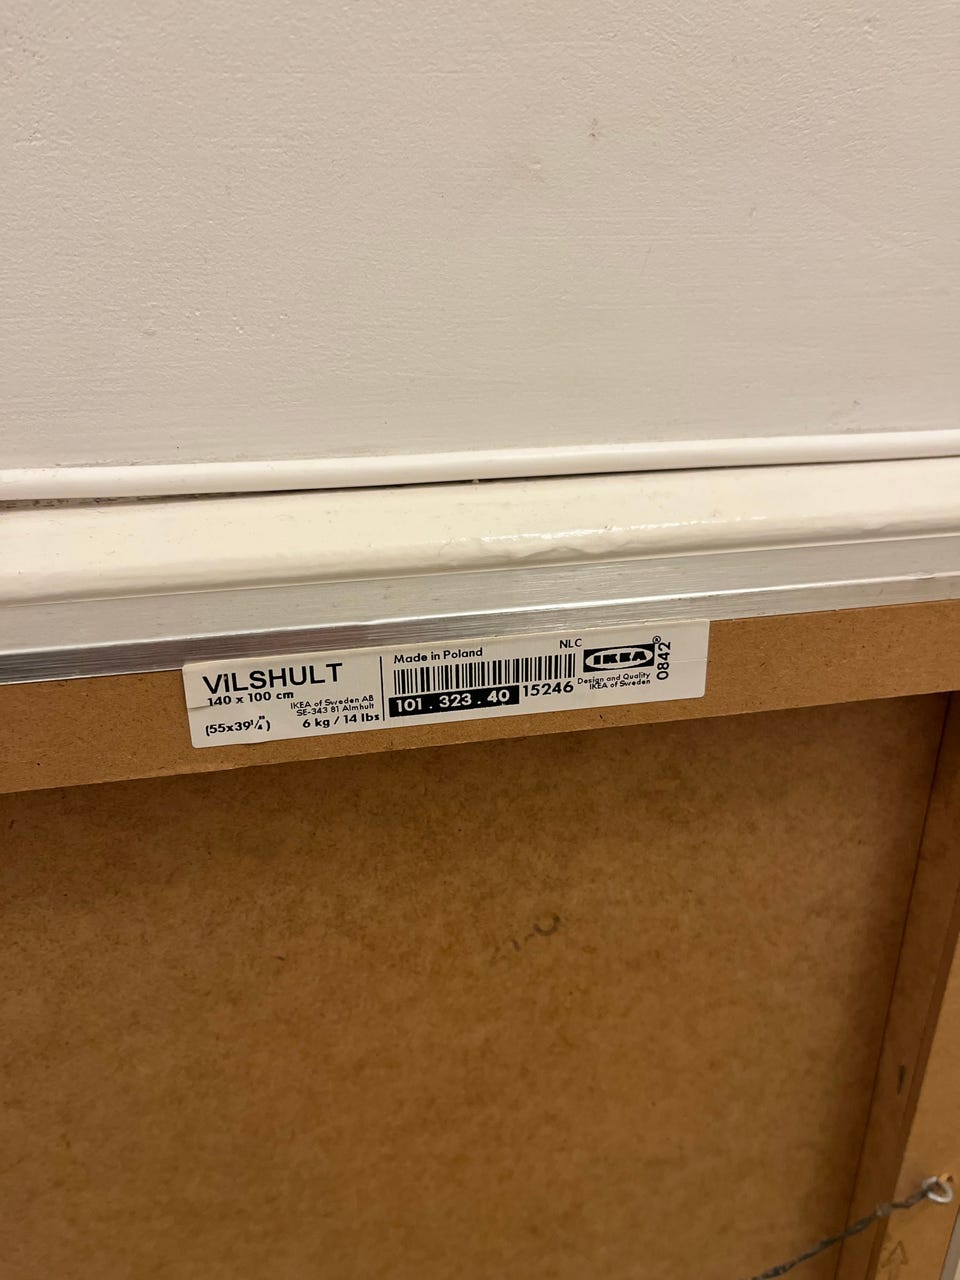 VILSHULT
140 x 100 cm
IKEA of Sweden AB
SE-343 81 Älmhult
(55x39¼")
6 kg / 14 lbs
Made in Poland
NLC
101.323.40
15246
IKEA®
Design and Quality
IKEA of Sweden
0842